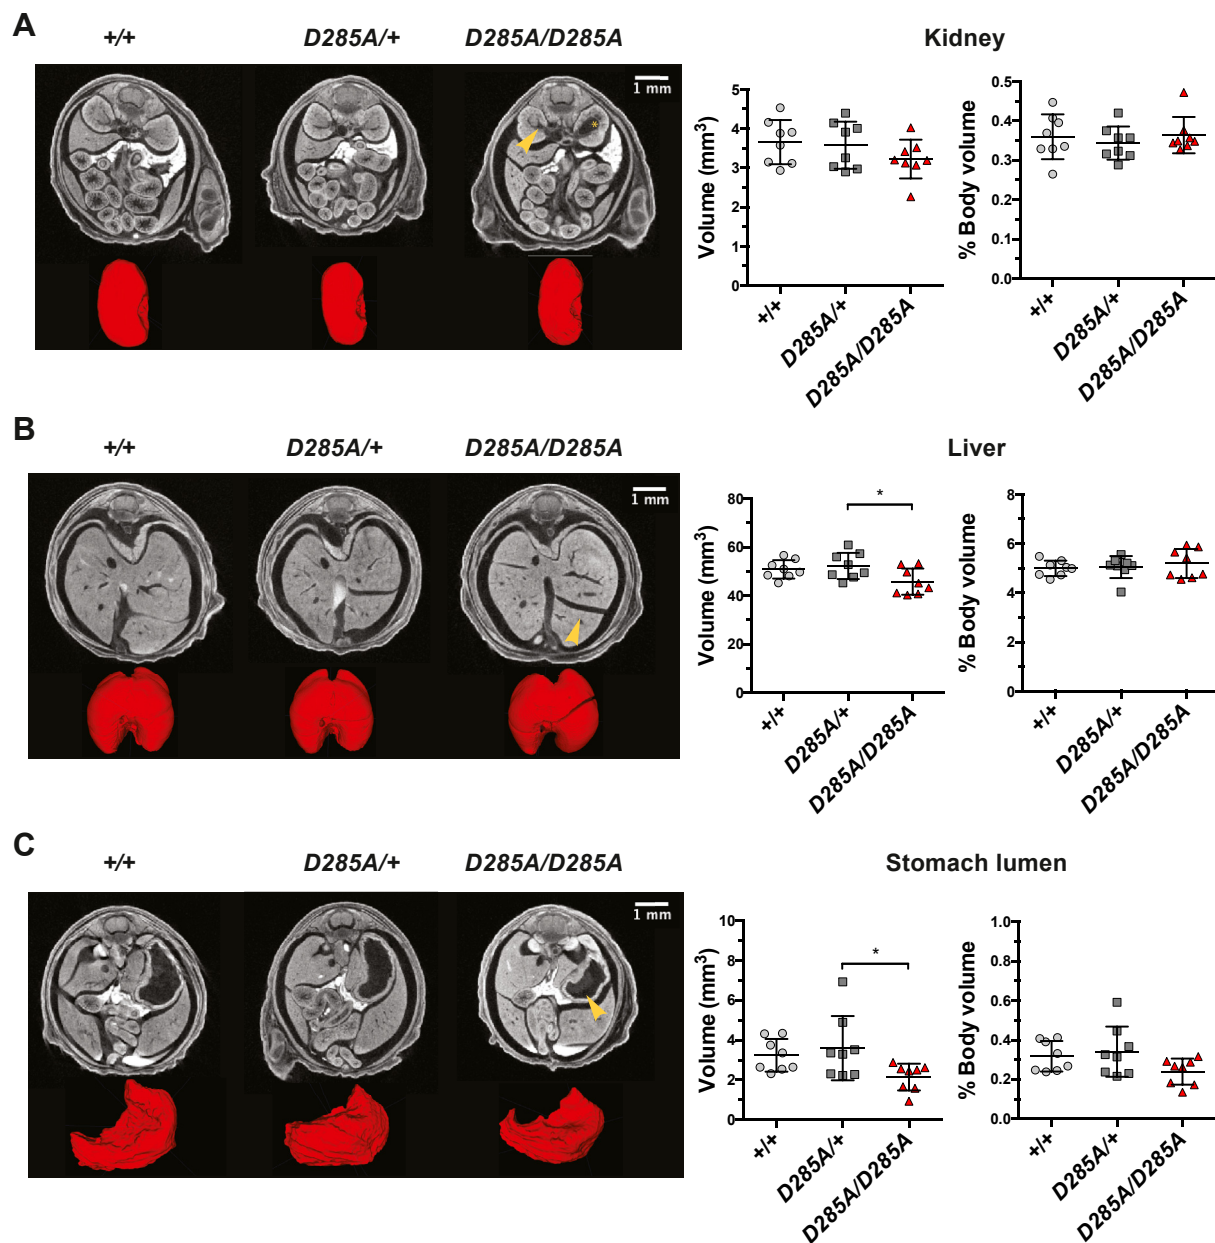 A
+/+ D285A/+ D285A/D285A
Kidney
1 mm
*
Volume (mm³)
5
4
3
2
1
0
+/+ D285A/+ D285A/D285A
% Body volume
0.5
0.4
0.3
0.2
0.1
0.0
+/+ D285A/+ D285A/D285A
B
+/+ D285A/+ D285A/D285A
Liver
1 mm
Volume (mm³)
80
60
40
20
0
*
+/+ D285A/+ D285A/D285A
% Body volume
8
6
4
2
0
+/+ D285A/+ D285A/D285A
C
+/+ D285A/+ D285A/D285A
Stomach lumen
1 mm
Volume (mm³)
10
8
6
4
2
0
*
+/+ D285A/+ D285A/D285A
% Body volume
1.0
0.8
0.6
0.4
0.2
0.0
+/+ D285A/+ D285A/D285A